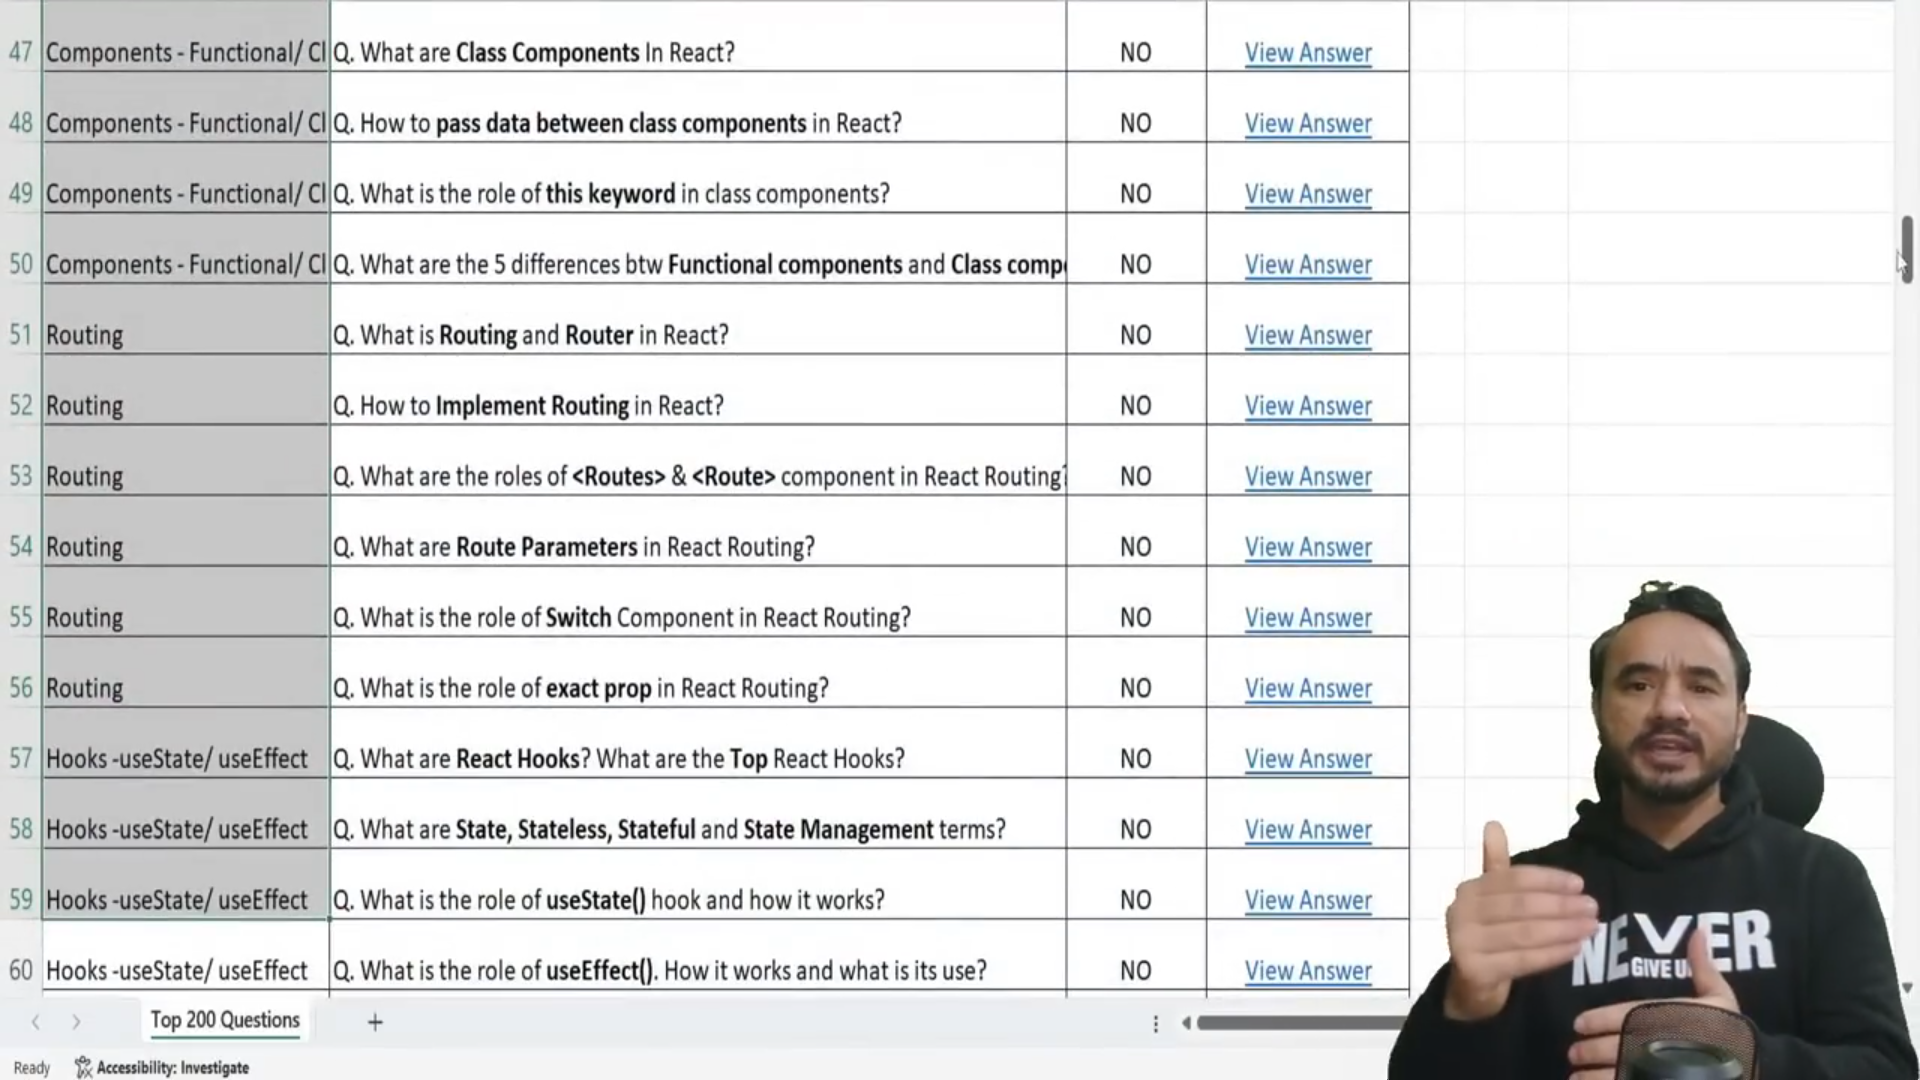 47 Components - Functional/ Cl Q. What are Class Components In React? NO View Answer
48 Components - Functional/ Cl Q. How to pass data between class components in React? NO View Answer
49 Components - Functional/ Cl Q. What is the role of this keyword in class components? NO View Answer
50 Components - Functional/ Cl Q. What are the 5 differences btw Functional components and Class comp NO View Answer
51 Routing Q. What is Routing and Router in React? NO View Answer
52 Routing Q. How to Implement Routing in React? NO View Answer
53 Routing Q. What are the roles of <Routes> & <Route> component in React Routing? NO View Answer
54 Routing Q. What are Route Parameters in React Routing? NO View Answer
55 Routing Q. What is the role of Switch Component in React Routing? NO View Answer
56 Routing Q. What is the role of exact prop in React Routing? NO View Answer
57 Hooks -useState/ useEffect Q. What are React Hooks? What are the Top React Hooks? NO View Answer
58 Hooks -useState/ useEffect Q. What are State, Stateless, Stateful and State Management terms? NO View Answer
59 Hooks -useState/ useEffect Q. What is the role of useState() hook and how it works? NO View Answer
60 Hooks -useState/ useEffect Q. What is the role of useEffect(). How it works and what is its use? NO View Answer
Top 200 Questions
Ready Accessibility: Investigate
NEVER
GIVE U